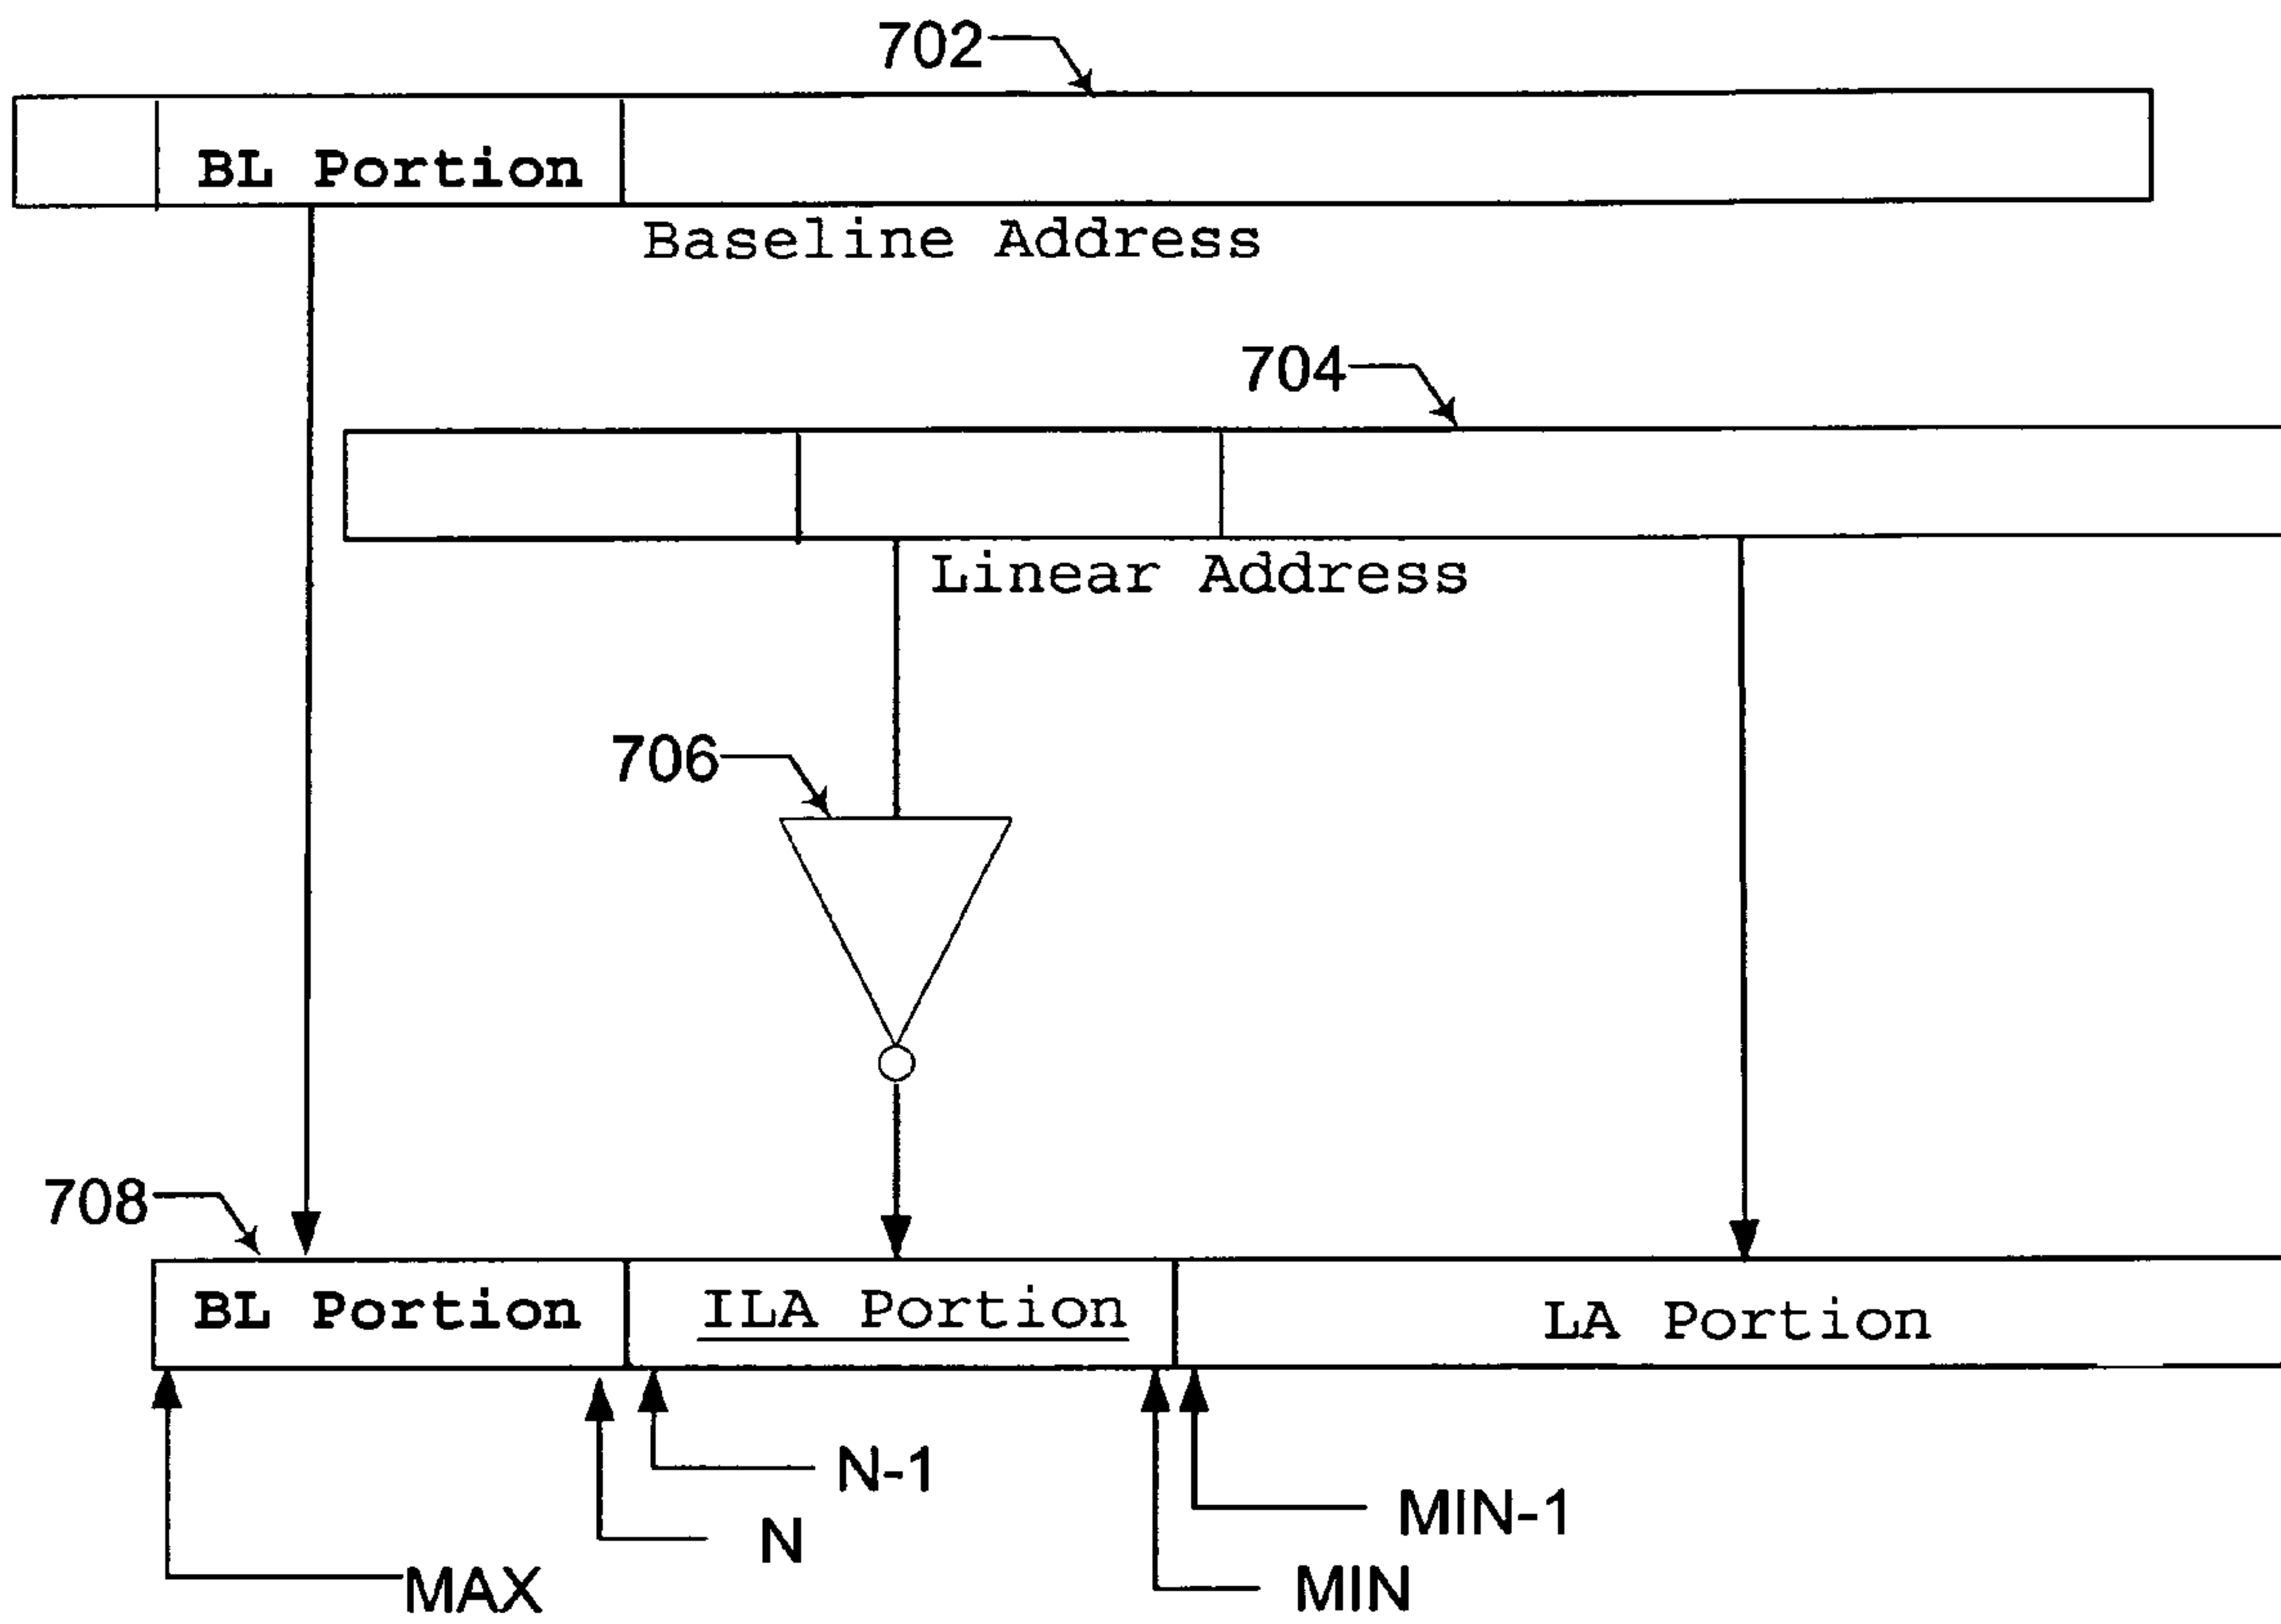 702
BL Portion
Baseline Address
704
Linear Address
706
708
BL Portion
ILA Portion
LA Portion
N-1
MIN-1
N
MAX
MIN